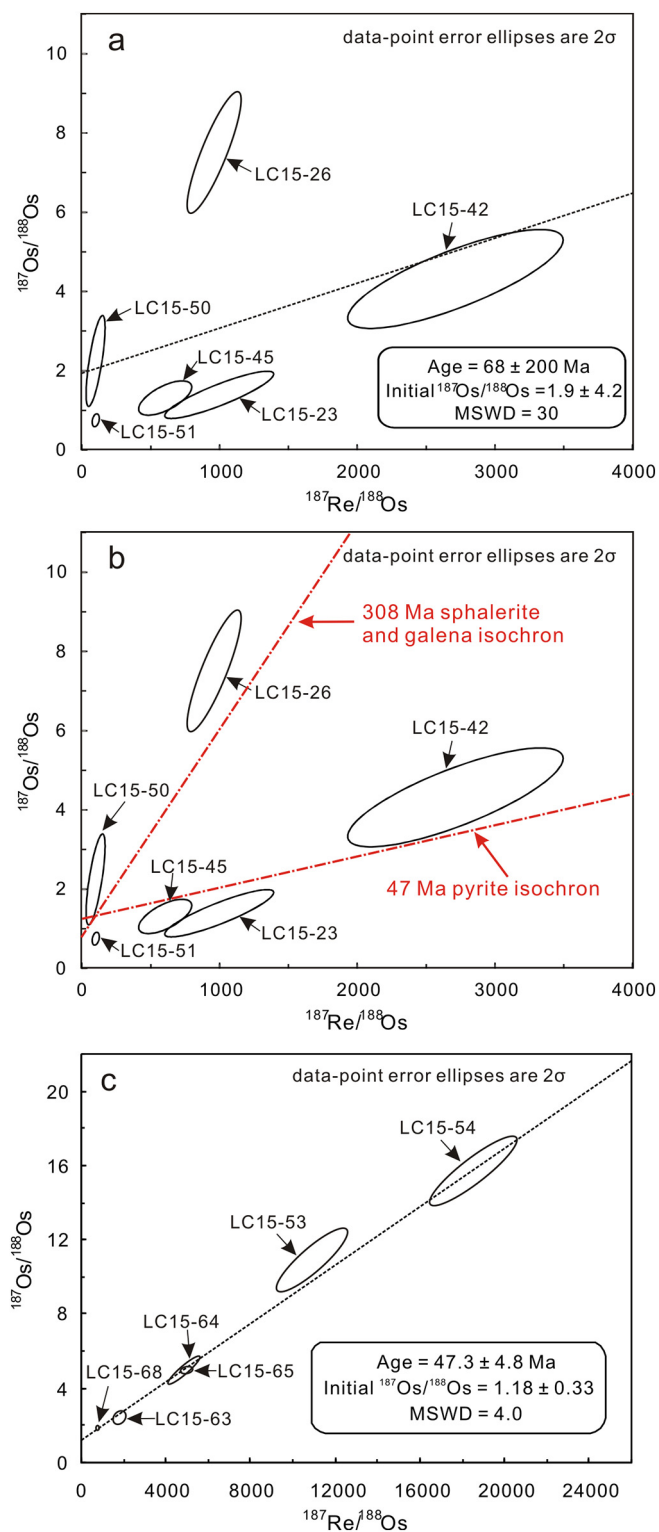 a
data-point error ellipses are 2σ
10
8
6
4
2
0
187Os/188Os
LC15-26
LC15-42
LC15-50
LC15-45
LC15-51
LC15-23
Age = 68 ± 200 Ma
Initial 187Os/188Os =1.9 ± 4.2
MSWD = 30
0 1000 2000 3000 4000
187Re/188Os
b
data-point error ellipses are 2σ
10
8
6
4
2
0
187Os/188Os
308 Ma sphalerite
and galena isochron
LC15-26
LC15-42
LC15-50
LC15-45
47 Ma pyrite isochron
LC15-51
LC15-23
0 1000 2000 3000 4000
187Re/188Os
c
data-point error ellipses are 2σ
20
16
12
8
4
0
187Os/188Os
LC15-54
LC15-53
LC15-64
LC15-68
LC15-65
LC15-63
Age = 47.3 ± 4.8 Ma
Initial 187Os/188Os = 1.18 ± 0.33
MSWD = 4.0
0 4000 8000 12000 16000 20000 24000
187Re/188Os